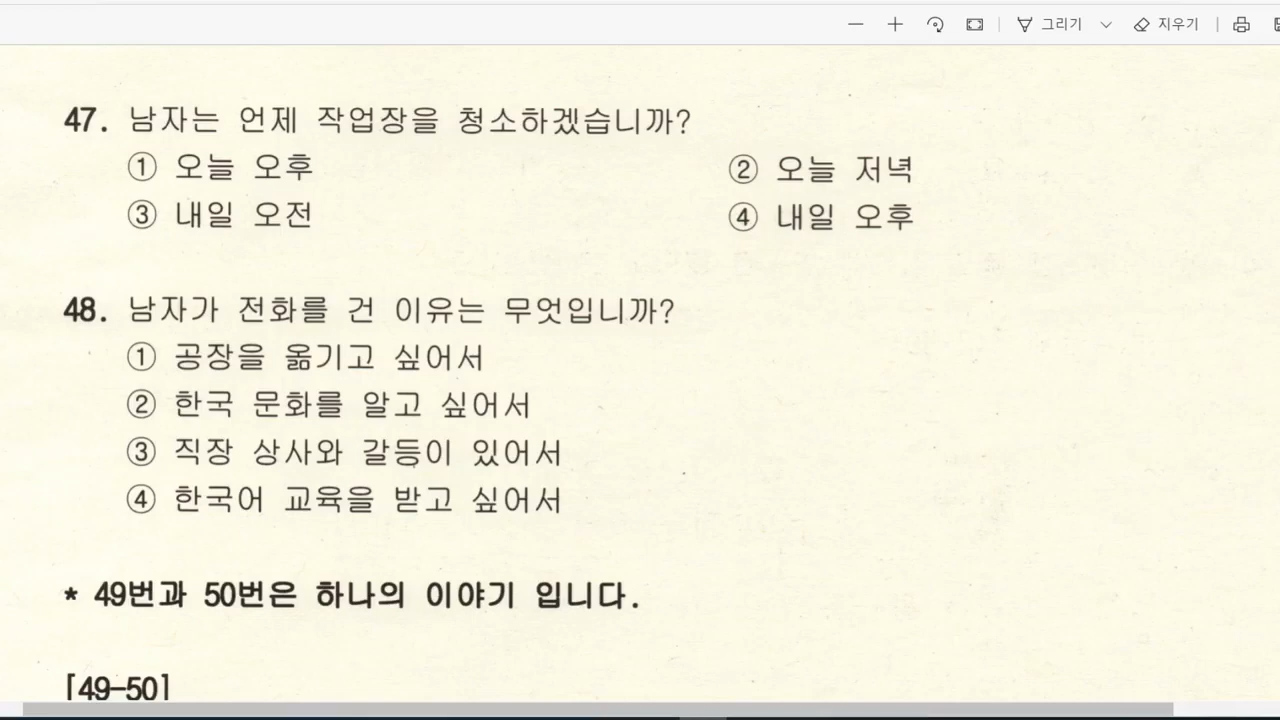 그리기 지우기
47. 남자는 언제 작업장을 청소하겠습니까?
① 오늘 오후 ② 오늘 저녁
③ 내일 오전 ④ 내일 오후
48. 남자가 전화를 건 이유는 무엇입니까?
① 공장을 옮기고 싶어서
② 한국 문화를 알고 싶어서
③ 직장 상사와 갈등이 있어서
④ 한국어 교육을 받고 싶어서
* 49번과 50번은 하나의 이야기 입니다.
[49-50]